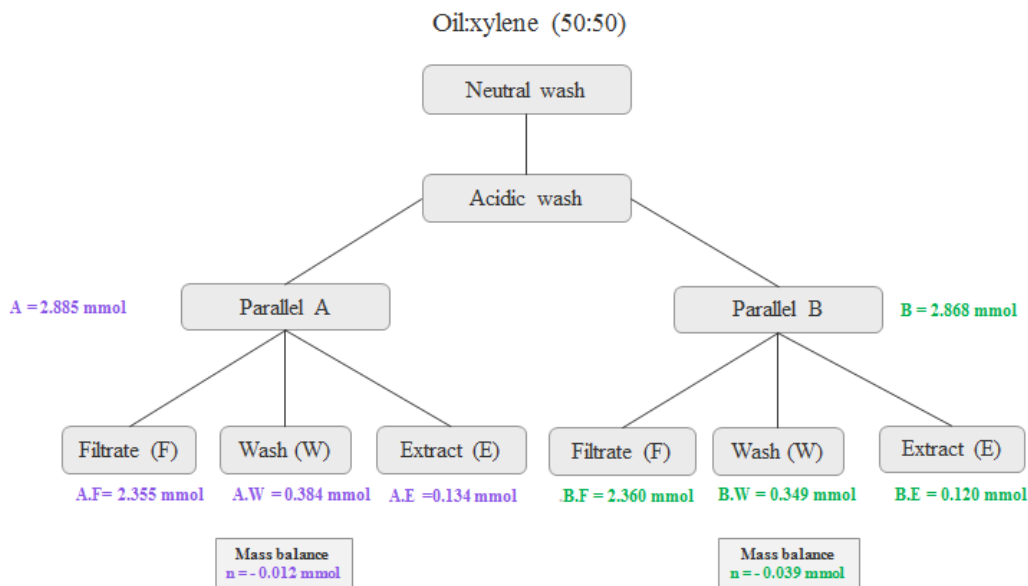 Oil:xylene (50:50)
Neutral wash
Acidic wash
A = 2.885 mmol
Parallel A
Parallel B
B = 2.868 mmol
Filtrate (F)
Wash (W)
Extract (E)
Filtrate (F)
Wash (W)
Extract (E)
A.F= 2.355 mmol
A.W = 0.384 mmol
A.E =0.134 mmol
.B.F = 2.360 mmol
B.W = 0.349 mmol
B.E = 0.120 mmol
Mass balance
n = - 0.012 mmol
Mass balance
n = - 0.039 mmol